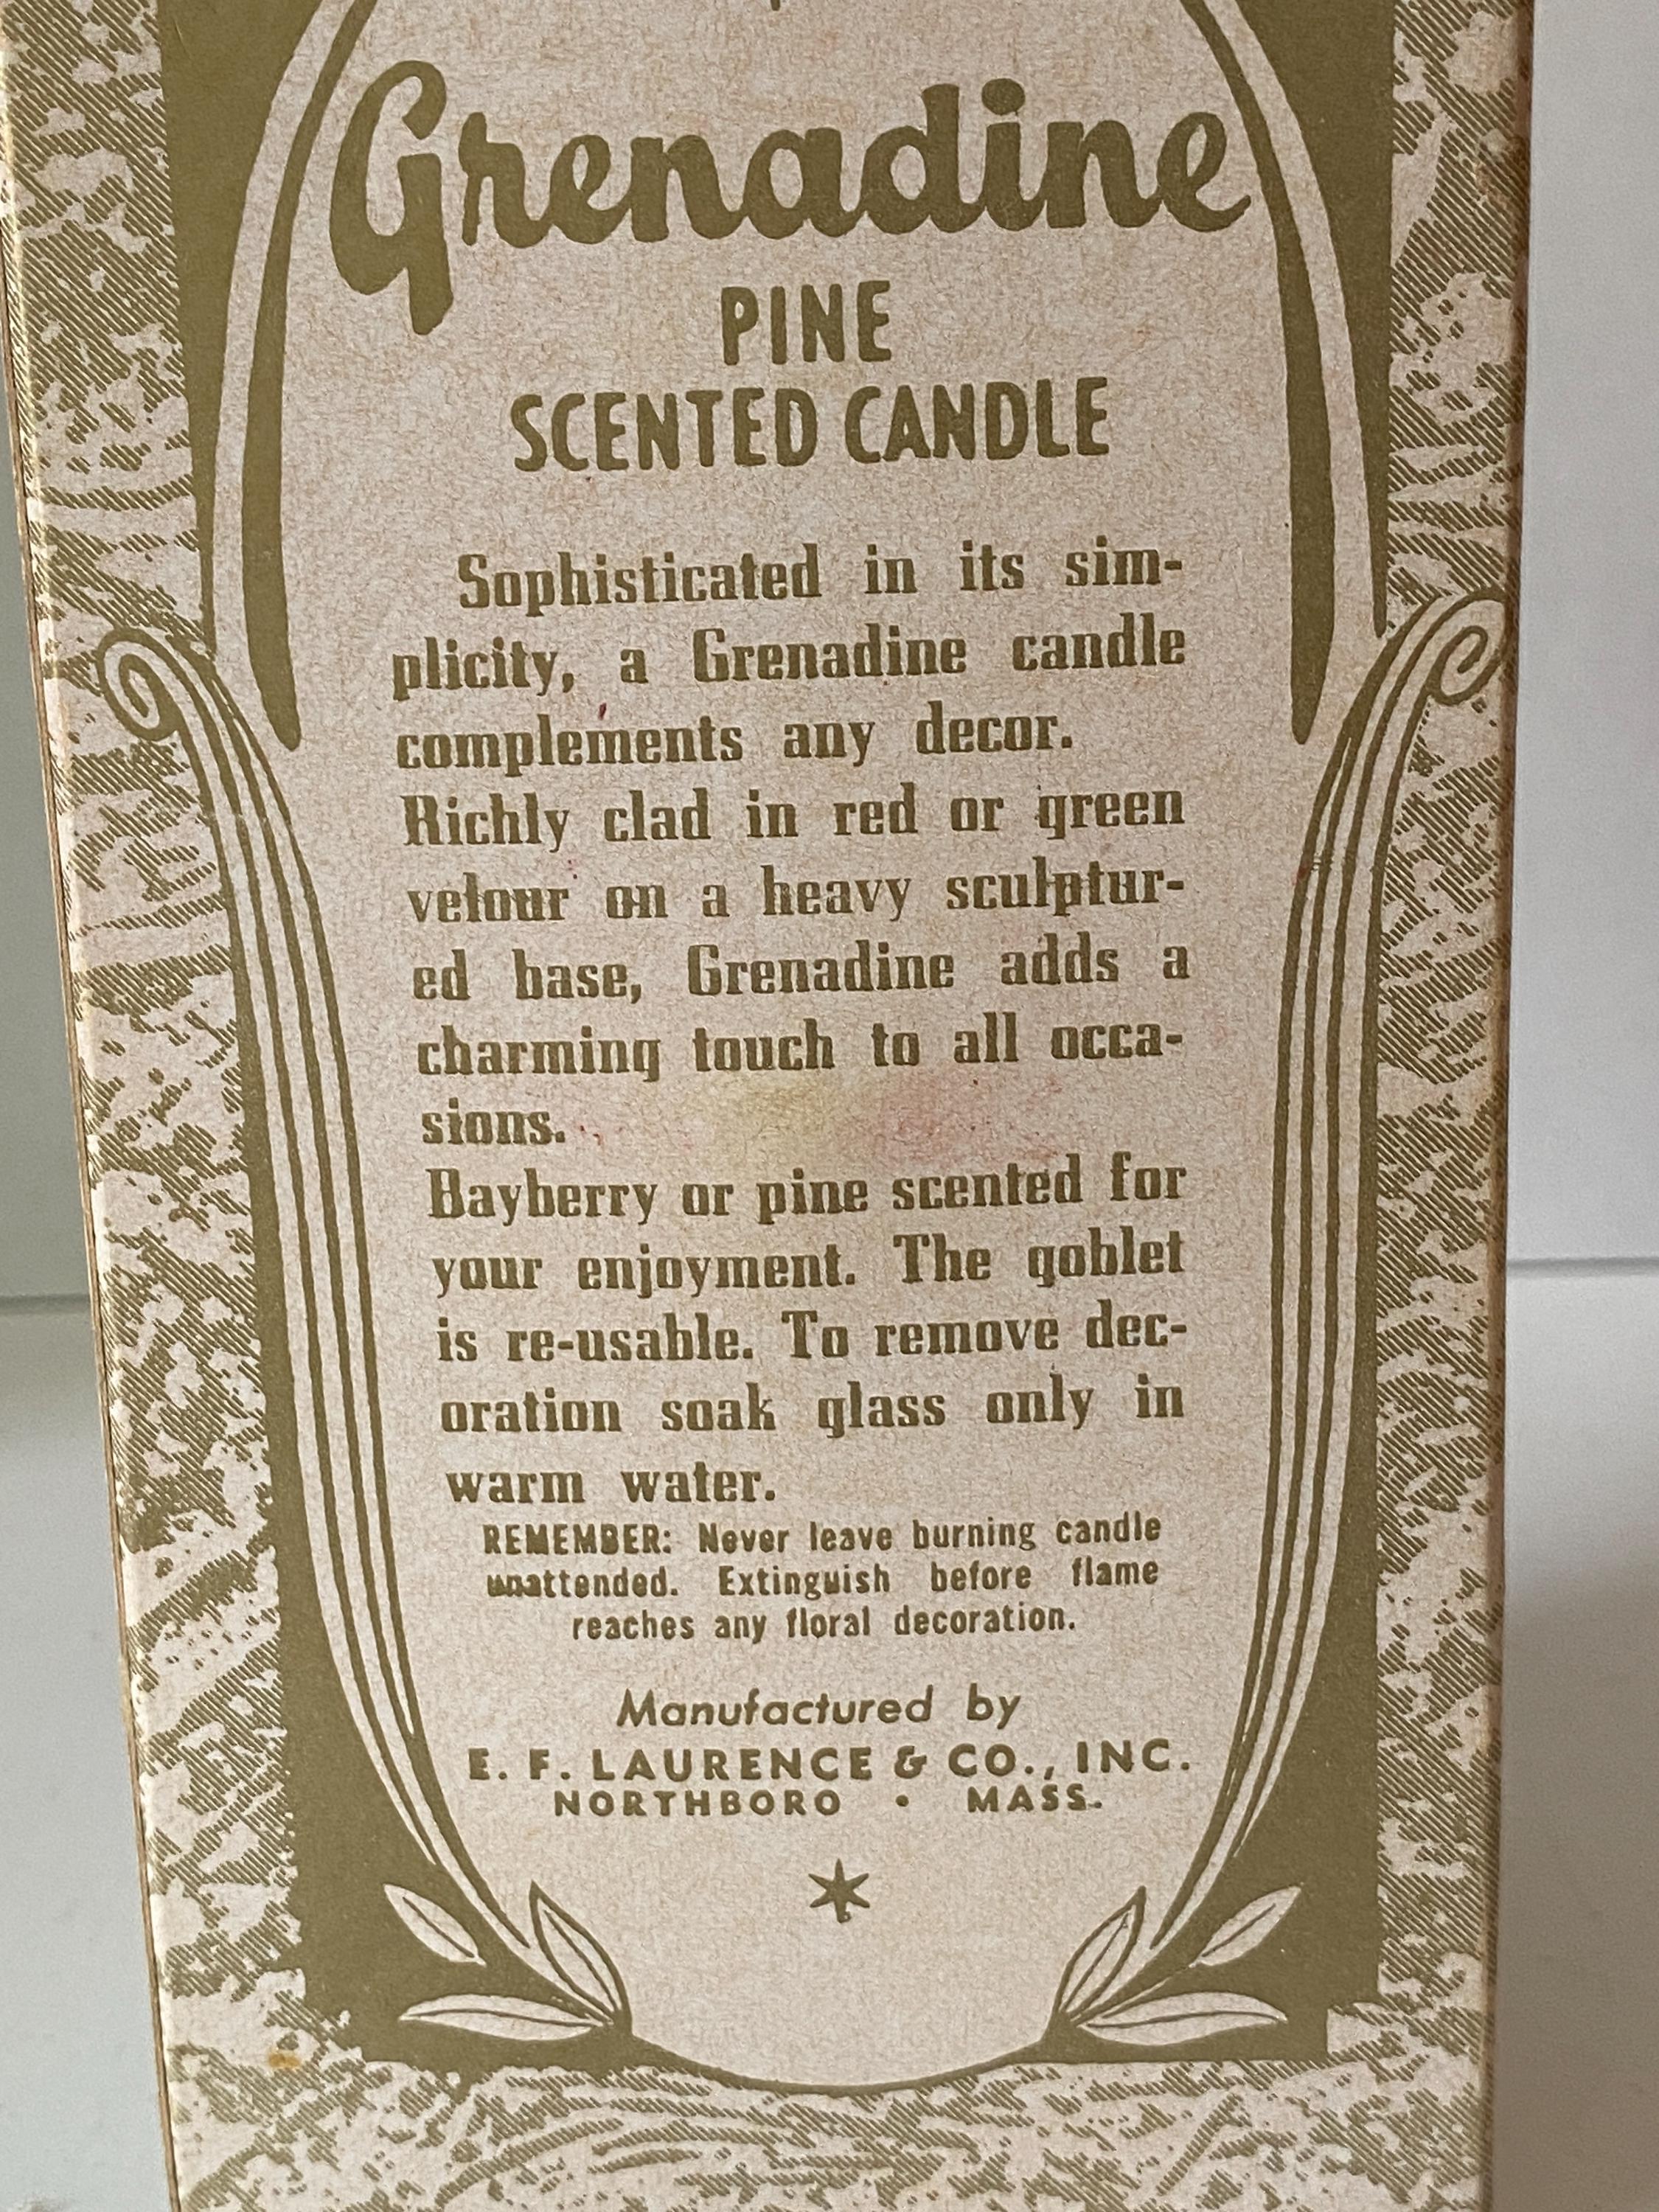 Grenadine
PINE
SCENTED CANDLE
Sophisticated in its sim-
plicity, a Grenadine candle
complements any decor.
Richly clad in red or green
velour on a heavy sculptur-
ed base, Grenadine adds a
charming touch to all occa-
sions.
Bayberry or pine scented for
your enjoyment. The goblet
is re-usable. To remove dec-
oration soak glass only in
warm water.
REMEMBER: Never leave burning candle
unattended. Extinguish before flame
reaches any floral decoration.
Manufactured by
E. F. LAURENCE & CO., INC.
NORTHBORO • MASS.